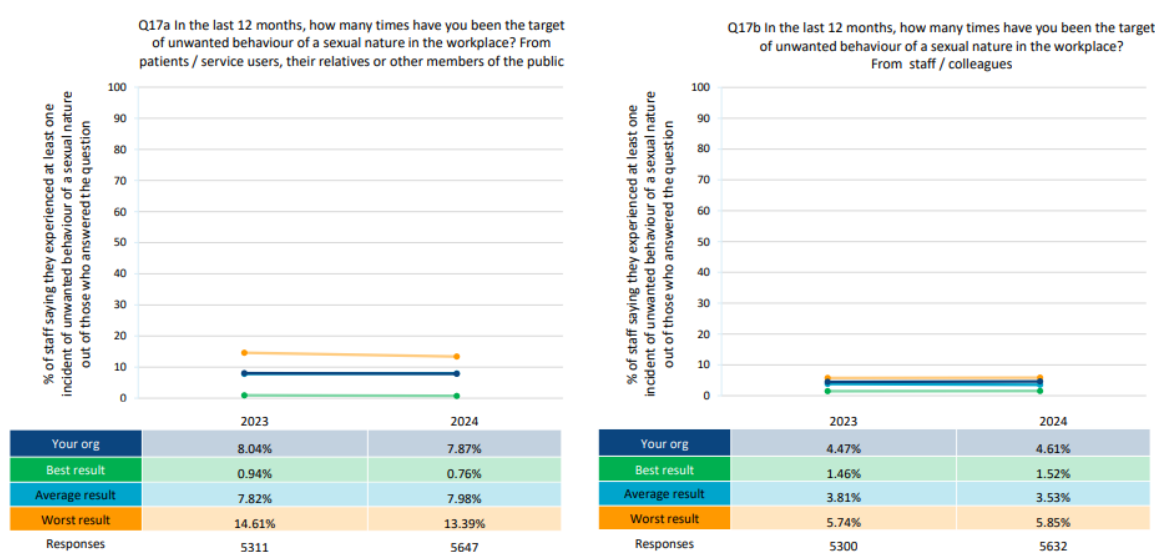 Q17a In the last 12 months, how many times have you been the target
of unwanted behaviour of a sexual nature in the workplace? From
patients / service users, their relatives or other members of the public
% of staff saying they experienced at least one
incident of unwanted behaviour of a sexual nature
out of those who answered the question
100
90
80
70
60
50
40
30
20
10
0
2023 2024
Your org 8.04% 7.87%
Best result 0.94% 0.76%
Average result 7.82% 7.98%
Worst result 14.61% 13.39%
Responses 5311 5647
Q17b In the last 12 months, how many times have you been the target
of unwanted behaviour of a sexual nature in the workplace?
From staff / colleagues
% of staff saying they experienced at least one
incident of unwanted behaviour of a sexual nature
out of those who answered the question
100
90
80
70
60
50
40
30
20
10
0
2023 2024
Your org 4.47% 4.61%
Best result 1.46% 1.52%
Average result 3.81% 3.53%
Worst result 5.74% 5.85%
Responses 5300 5632